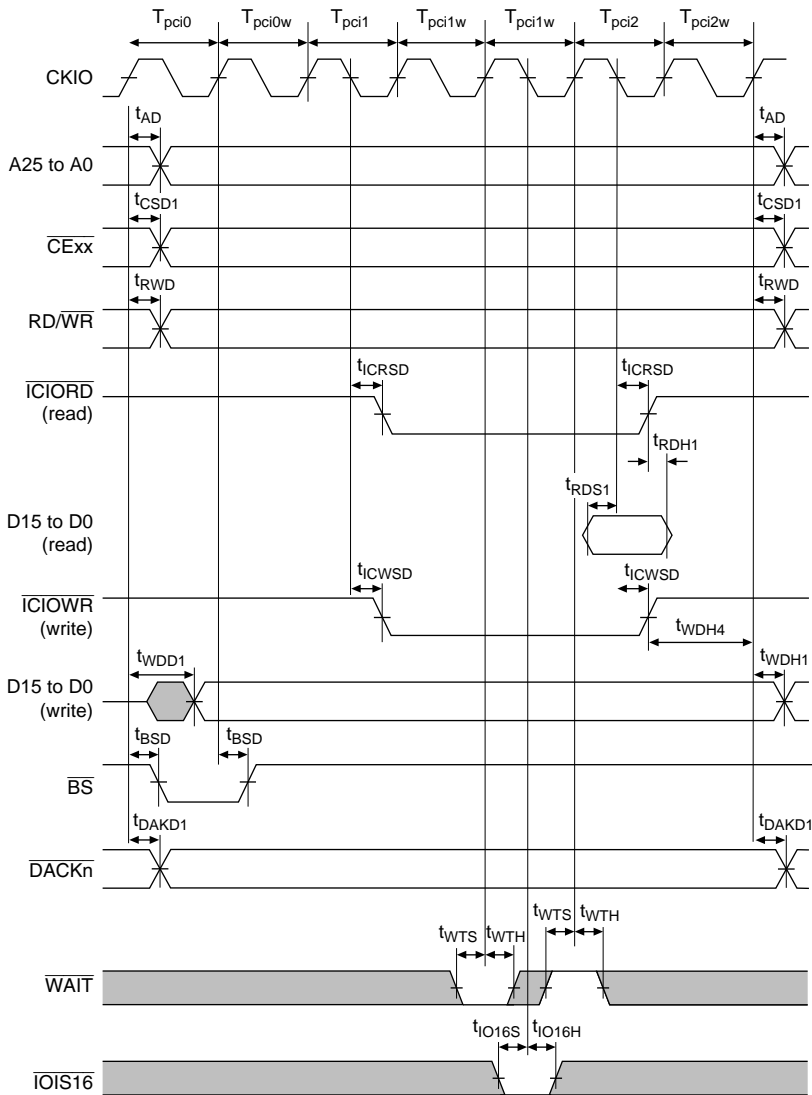 Tpci0 Tpci0w Tpci1 Tpci1w Tpci1w Tpci2 Tpci2w
CKIO
tAD tAD
A25 to A0
tCSD1 tCSD1
CExx
tRWD tRWD
RD/WR
tICRSD tICRSD
ICIORD
(read)
tRDH1
tRDS1
D15 to D0
(read)
tICWSD tICWSD
ICIOWR
(write)
tWDH4
tWDD1 tWDH1
D15 to D0
(write)
tBSD tBSD
BS
tDAKD1 tDAKD1
DACKn
tWTS tWTH tWTS tWTH
WAIT
tIO16S tIO16H
IOIS16